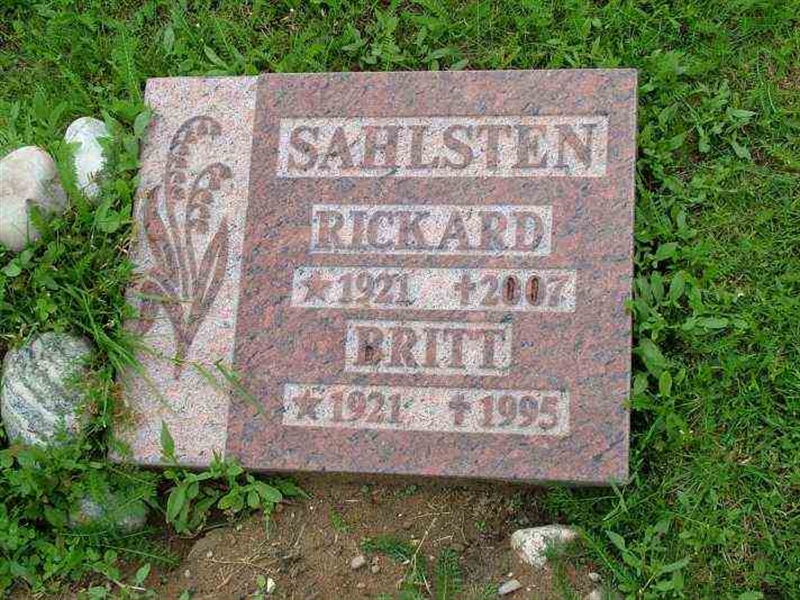 SAHLSTEN
RICKARD
★1921 ✝2007
BRITT
★1921 ✝1995